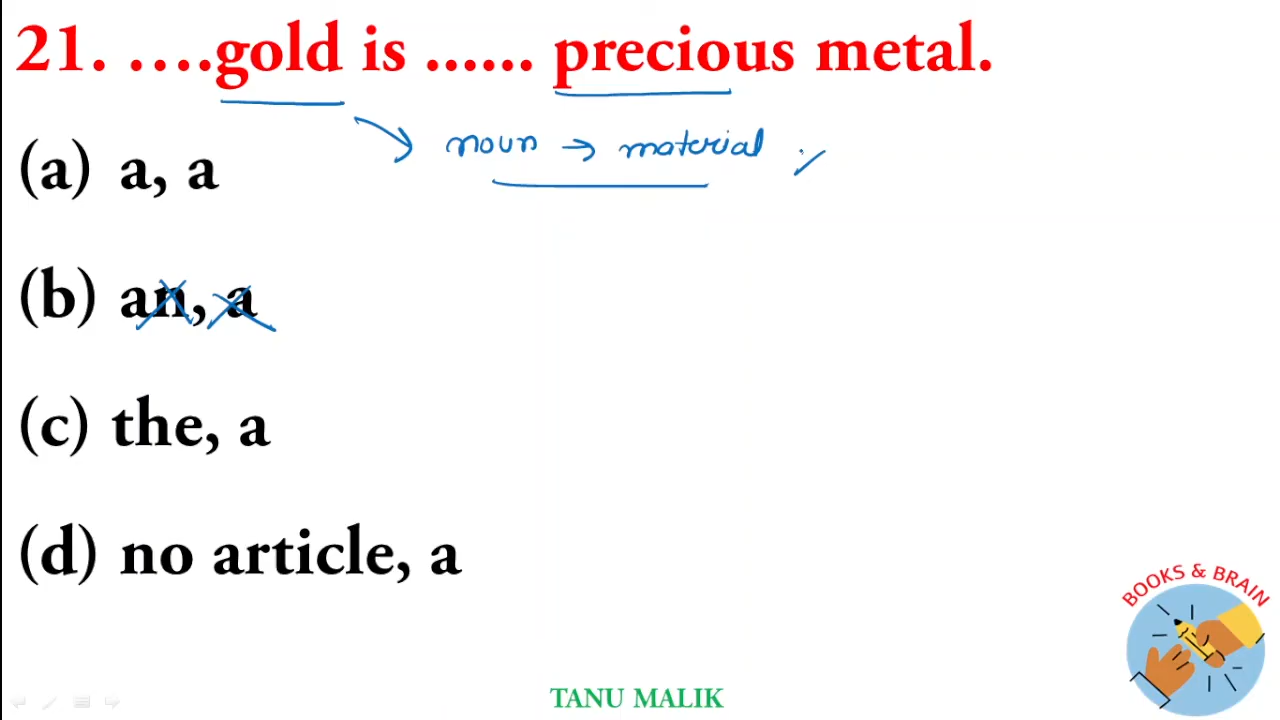 21. ....gold is ...... precious metal.
noun → material
(a) a, a
(b) an, a
(c) the, a
(d) no article, a
BOOKS & BRAIN
TANU MALIK